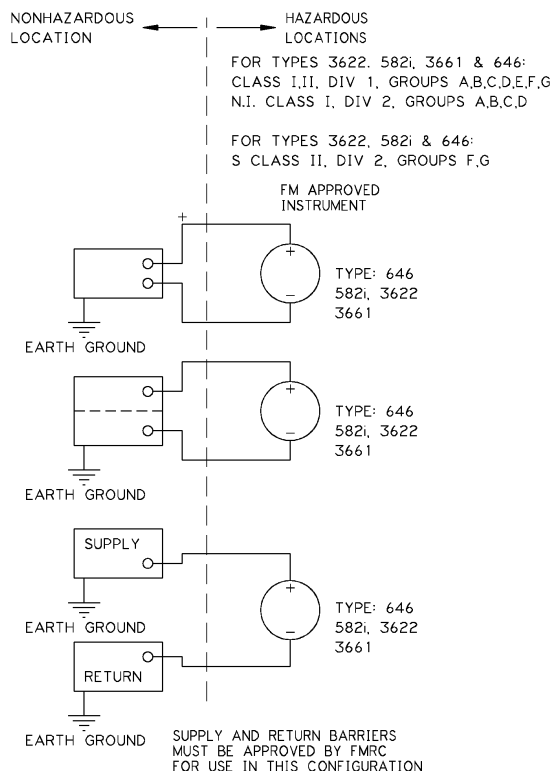 NONHAZARDOUS
LOCATION
HAZARDOUS
LOCATIONS
FOR TYPES 3622. 582i, 3661 & 646:
CLASS I,II, DIV 1, GROUPS A,B,C,D,E,F,G
N.I. CLASS I, DIV 2, GROUPS A,B,C,D
FOR TYPES 3622, 582i & 646:
S CLASS II, DIV 2, GROUPS F,G
FM APPROVED
INSTRUMENT
+
+
−
TYPE: 646
582i, 3622
3661
EARTH GROUND
+
−
TYPE: 646
582i, 3622
3661
EARTH GROUND
SUPPLY
EARTH GROUND
+
−
TYPE: 646
582i, 3622
3661
RETURN
EARTH GROUND
SUPPLY AND RETURN BARRIERS
MUST BE APPROVED BY FMRC
FOR USE IN THIS CONFIGURATION